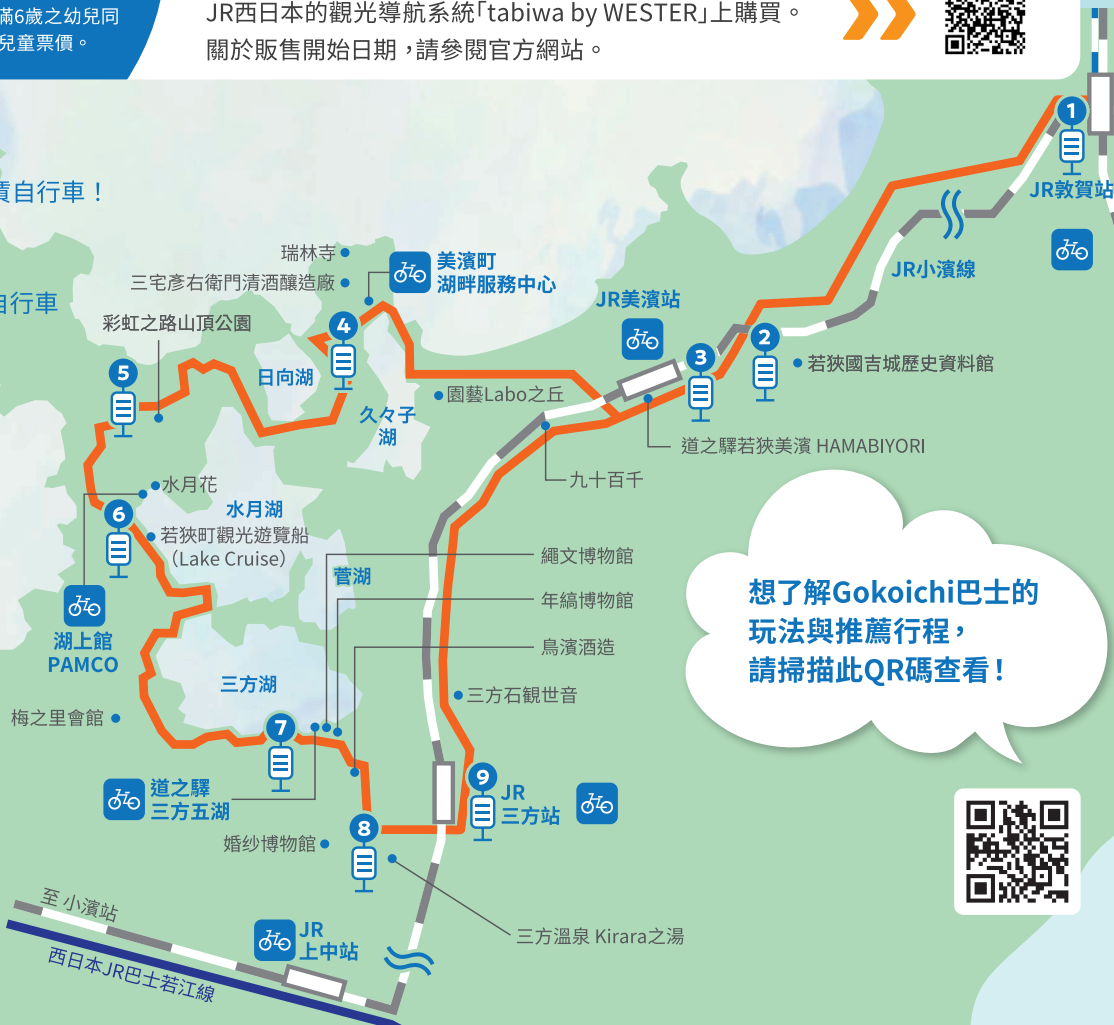 滿6歲之幼兒同
兒童票價。
JR西日本的觀光導航系統「tabiwa by WESTER」上購買。
關於販售開始日期，請參閱官方網站。
賃自行車！
自行車
1
JR敦賀站
JR小濱線
瑞林寺
三宅彥右衛門清酒釀造廠
美濱町
湖畔服務中心
彩虹之路山頂公園
4
5
日向湖
久々子
湖
園藝Labo之丘
JR美濱站
2
3
若狹國吉城歷史資料館
道之驛若狹美濱 HAMABIYORI
九十百千
水月花
水月湖
6
若狹町觀光遊覽船
（Lake Cruise）
菅湖
繩文博物館
年縞博物館
鳥濱酒造
湖上館
PAMCO
三方湖
三方石観世音
梅之里會館
7
道之驛
三方五湖
9
JR
三方站
8
婚纱博物館
三方溫泉 Kirara之湯
至 小濱站
JR
上中站
西日本JR巴士若江線
想了解Gokoichi巴士的
玩法與推薦行程，
請掃描此QR碼查看！